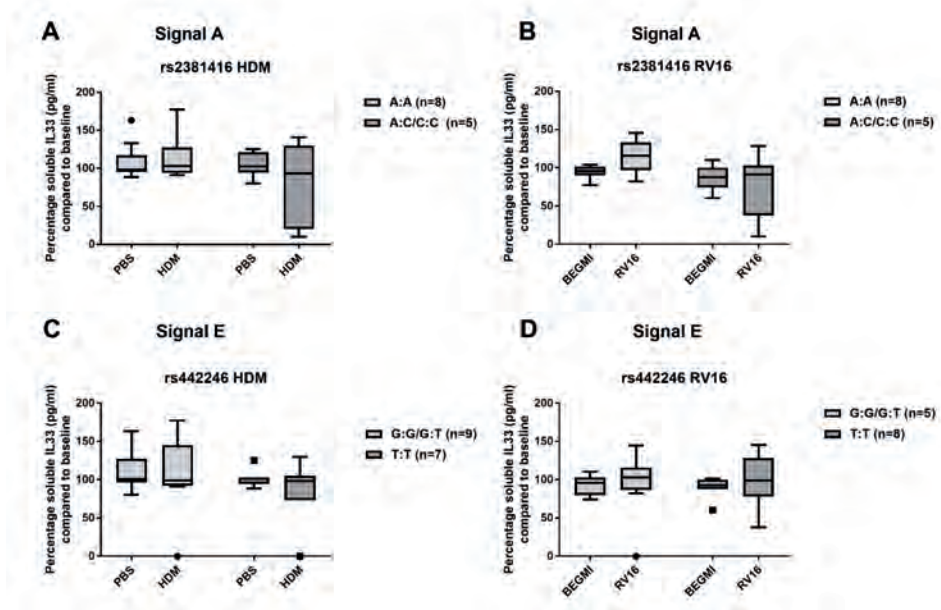 A
Signal A
rs2381416 HDM
Percentage soluble IL33 (pg/ml)
compared to baseline
200
150
100
50
0
PBS
HDM
PBS
HDM
A:A (n=8)
A:C/C:C (n=5)
B
Signal A
rs2381416 RV16
Percentage soluble IL33 (pg/ml)
compared to baseline
200
150
100
50
0
BEGMI
RV16
BEGMI
RV16
A:A (n=8)
A:C/C:C (n=5)
C
Signal E
rs442246 HDM
Percentage soluble IL33 (pg/ml)
compared to baseline
200
150
100
50
0
PBS
HDM
PBS
HDM
G:G/G:T (n=9)
T:T (n=7)
D
Signal E
rs442246 RV16
Percentage soluble IL33 (pg/ml)
compared to baseline
200
150
100
50
0
BEGMI
RV16
BEGMI
RV16
G:G/G:T (n=5)
T:T (n=8)